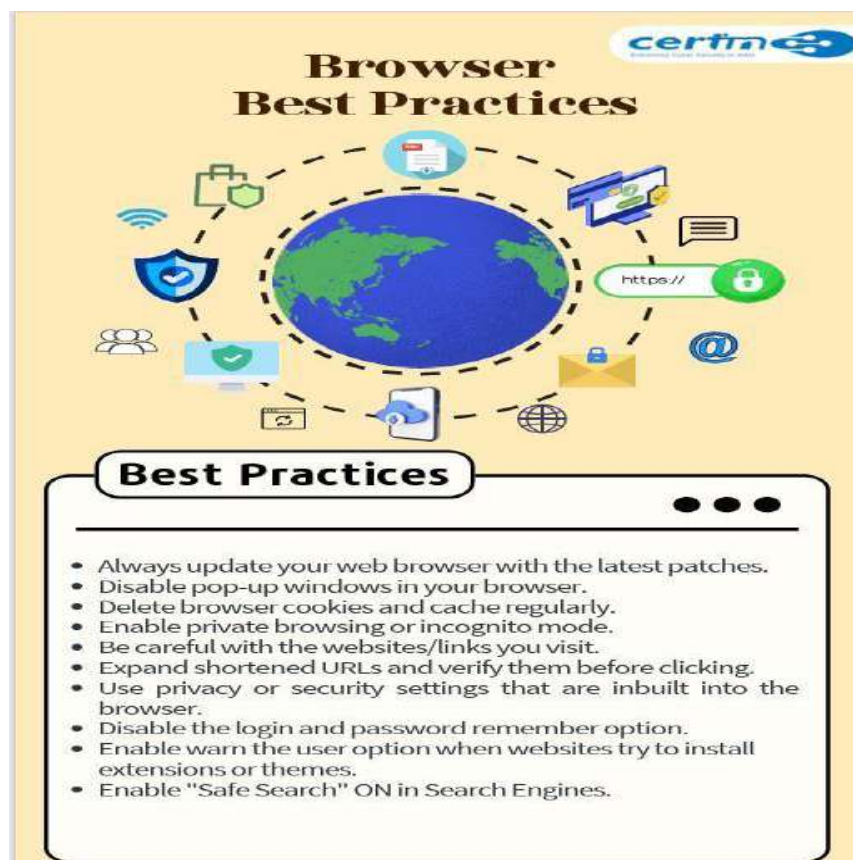 certin
Browser
Best Practices
https://
@
Best Practices
• Always update your web browser with the latest patches.
• Disable pop-up windows in your browser.
• Delete browser cookies and cache regularly.
• Enable private browsing or incognito mode.
• Be careful with the websites/links you visit.
• Expand shortened URLs and verify them before clicking.
• Use privacy or security settings that are inbuilt into the
browser.
• Disable the login and password remember option.
• Enable warn the user option when websites try to install
extensions or themes.
• Enable "Safe Search" ON in Search Engines.